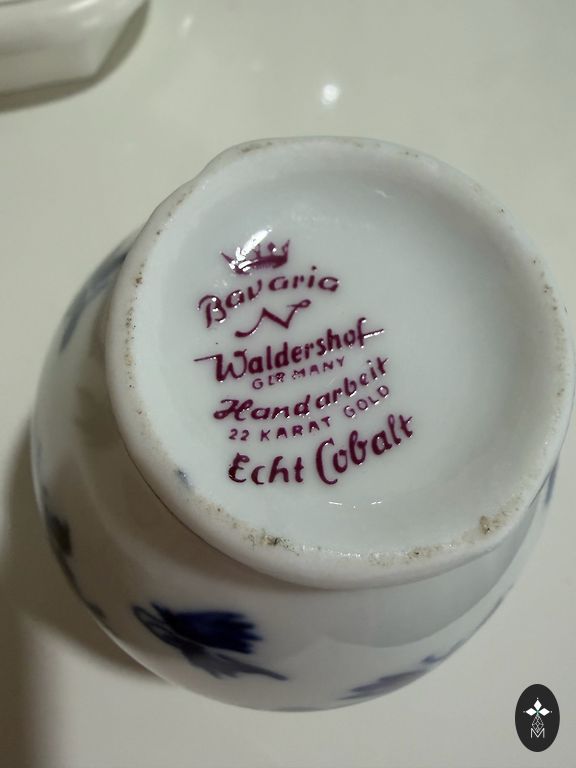 Bavaria
N
Waldershof
GERMANY
Handarbeit
22 KARAT GOLD
Echt Cobalt
M